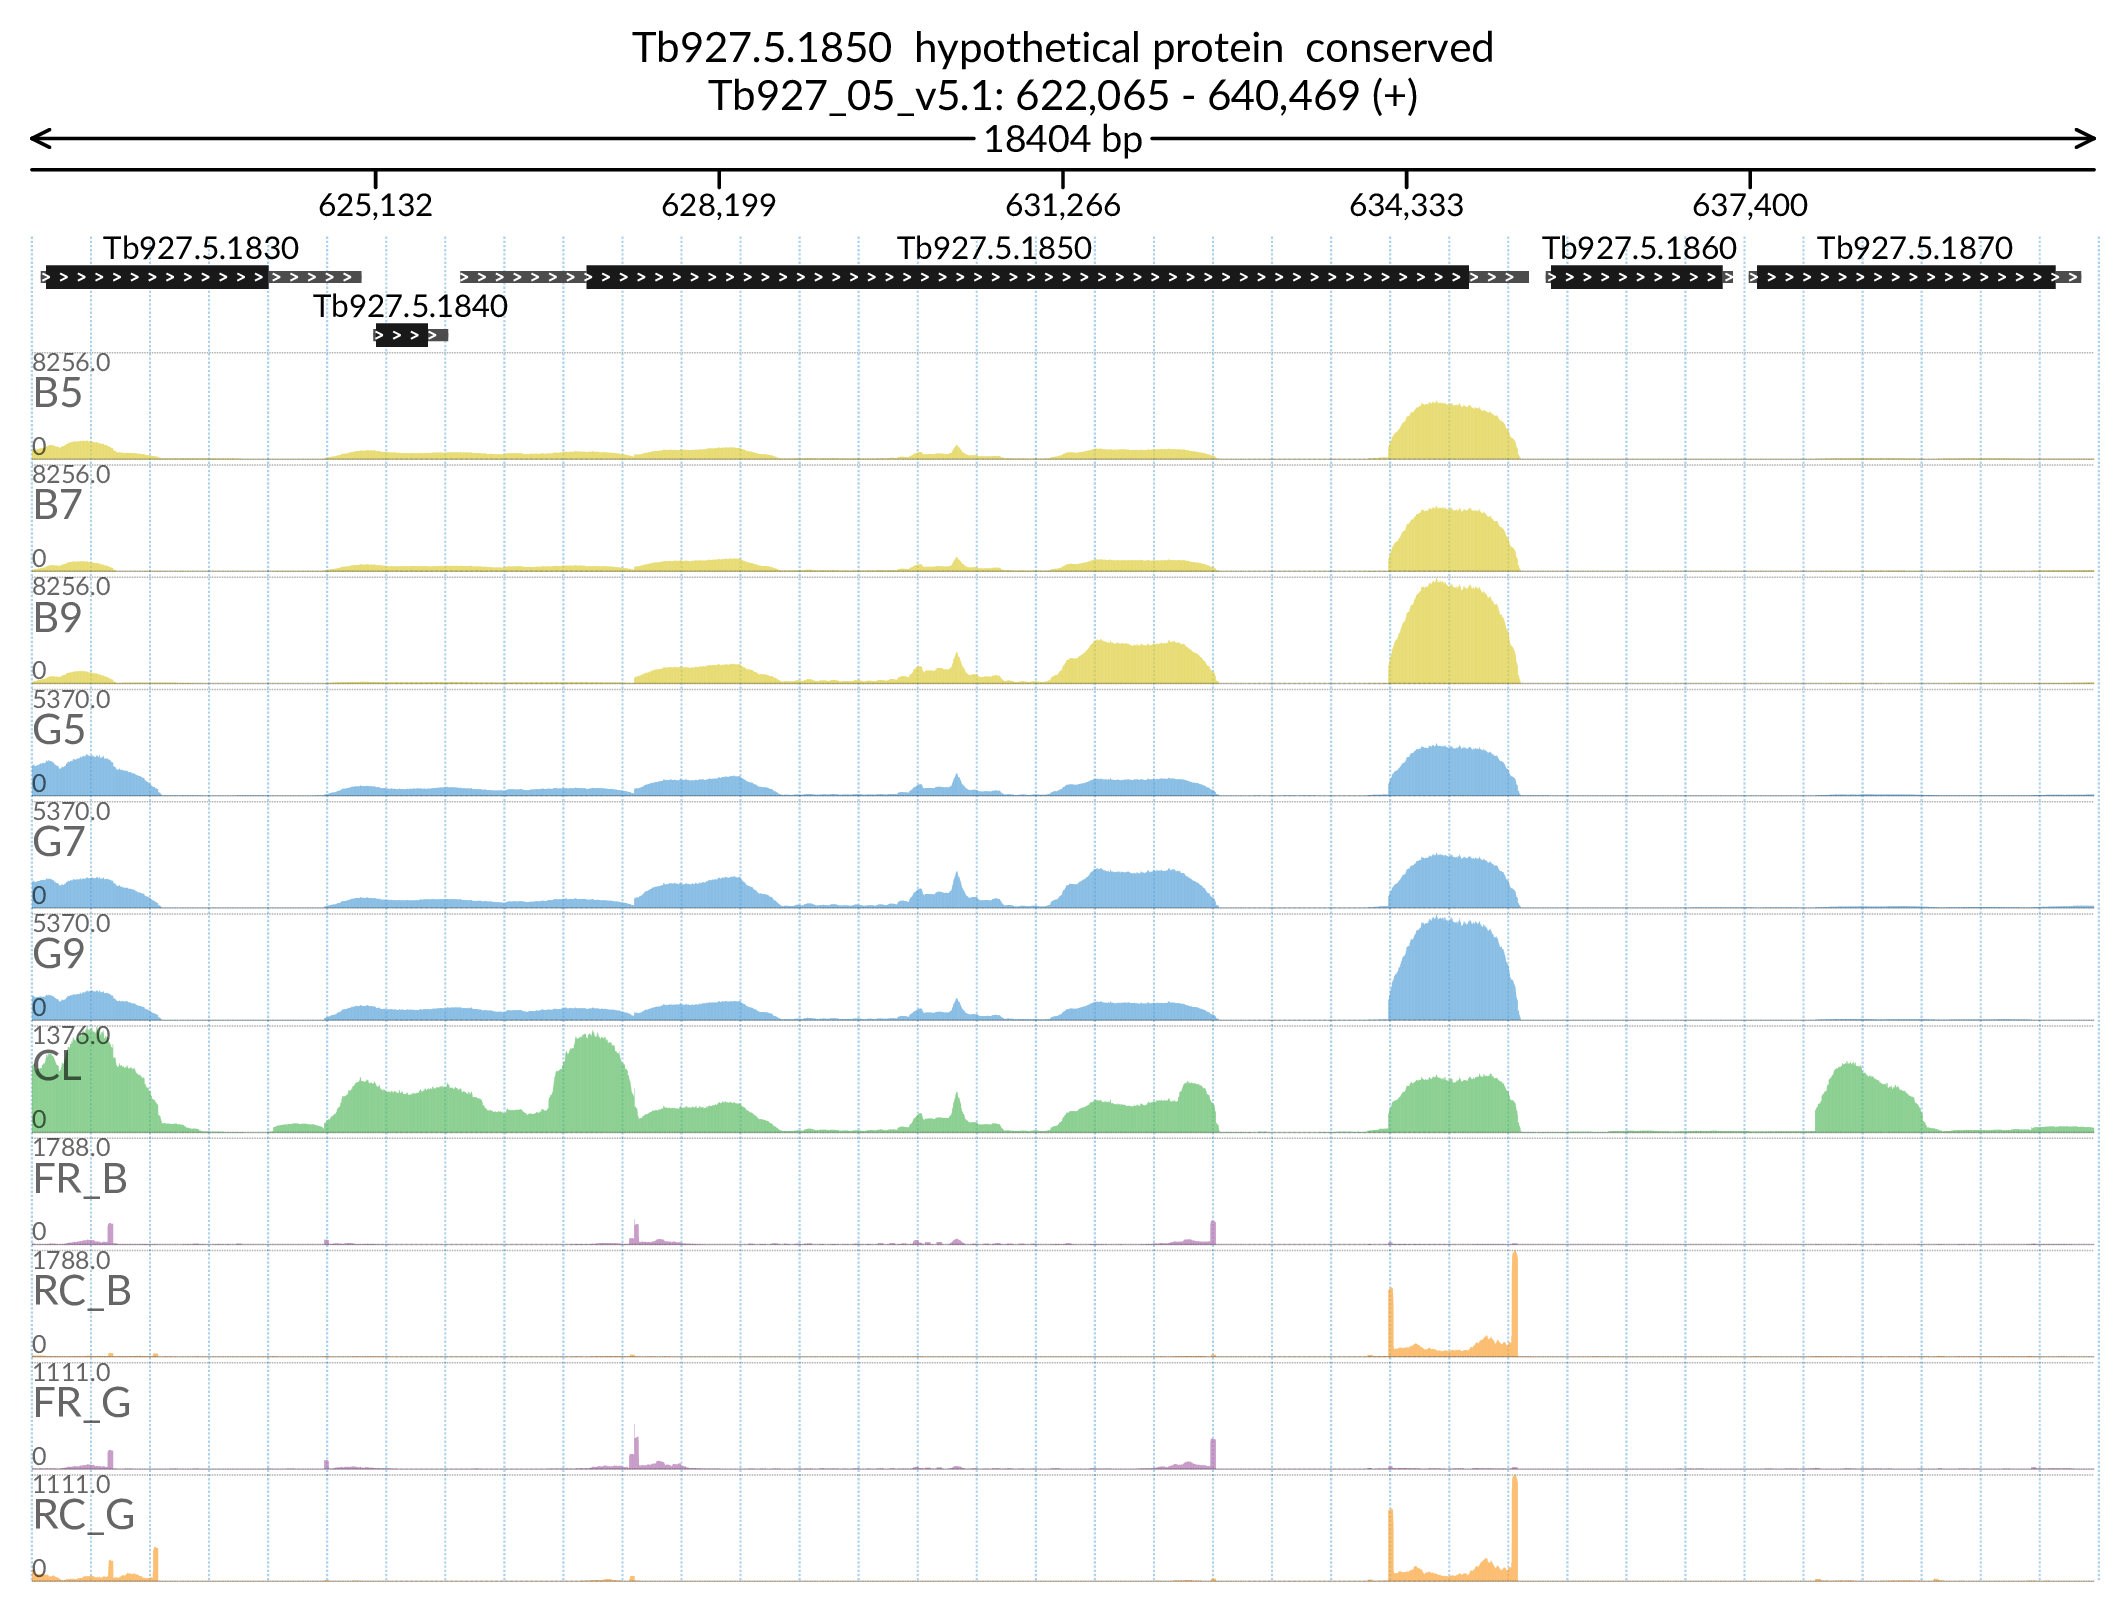 Tb927.5.1850  hypothetical protein  conserved
Tb927_05_v5.1: 622,065 - 640,469 (+)
18404 bp
625,132 628,199 631,266 634,333 637,400
Tb927.5.1830 Tb927.5.1850 Tb927.5.1860 Tb927.5.1870
Tb927.5.1840
8256.0
B5
0
8256.0
B7
0
8256.0
B9
0
5370.0
G5
0
5370.0
G7
0
5370.0
G9
0
1376.0
CL
0
1788.0
FR_B
0
1788.0
RC_B
0
1111.0
FR_G
0
1111.0
RC_G
0